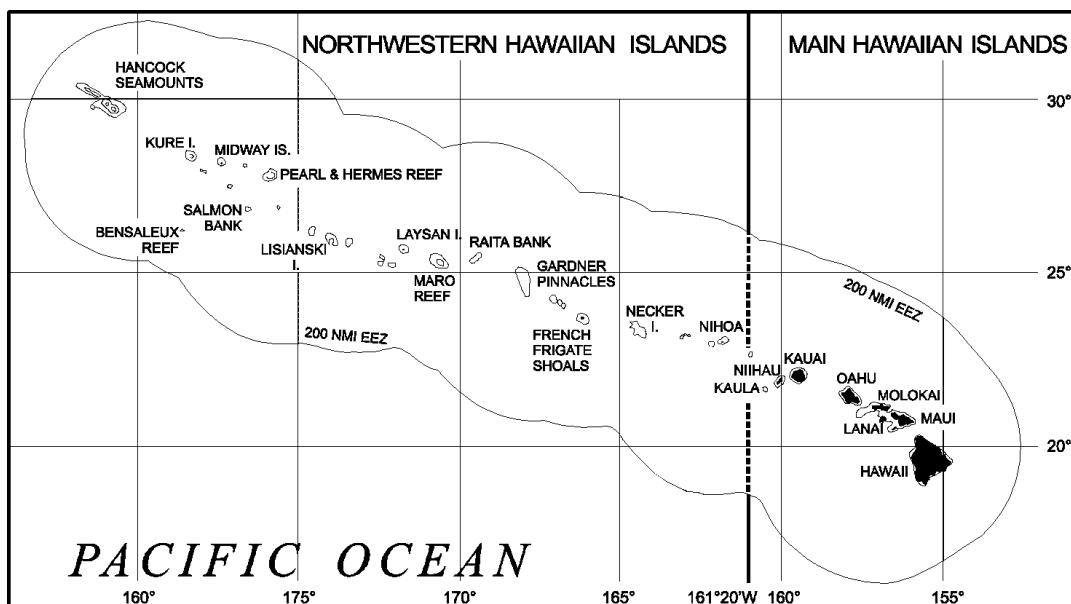 NORTHWESTERN HAWAIIAN ISLANDS
MAIN HAWAIIAN ISLANDS
HANCOCK
SEAMOUNTS
30°
KURE I.
MIDWAY IS.
PEARL & HERMES REEF
SALMON
BANK
BENSALEUX
REEF
LISIANSKI
I.
LAYSAN I.
MARO
REEF
RAITA BANK
GARDNER
PINNACLES
25°
200 NMI EEZ
200 NMI EEZ
FRENCH
FRIGATE
SHOALS
NECKER
I.
NIHOA
NIIHAU
KAULA
KAUAI
OAHU
MOLOKAI
LANAI
MAUI
HAWAII
20°
PACIFIC OCEAN
160°
175°
170°
165°
161°20'W
160°
155°